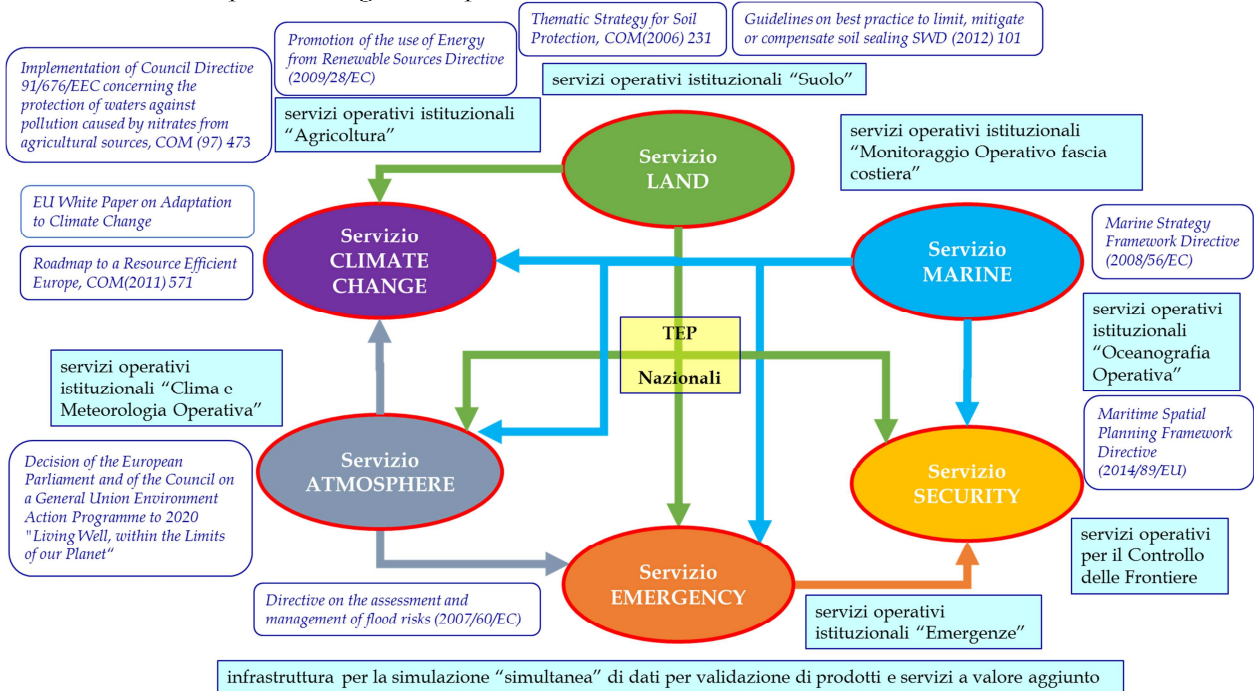 Thematic Strategy for Soil
Protection, COM(2006) 231
Guidelines on best practice to limit, mitigate
or compensate soil sealing SWD (2012) 101
Promotion of the use of Energy
from Renewable Sources Directive
(2009/28/EC)
Implementation of Council Directive
91/676/EEC concerning the
protection of waters against
pollution caused by nitrates from
agricultural sources, COM (97) 473
servizi operativi istituzionali “Suolo”
servizi operativi istituzionali
“Agricoltura”
servizi operativi istituzionali
“Monitoraggio Operativo fascia
costiera”
Servizio
LAND
EU White Paper on Adaptation
to Climate Change
Roadmap to a Resource Efficient
Europe, COM(2011) 571
Servizio
CLIMATE
CHANGE
Servizio
MARINE
Marine Strategy
Framework Directive
(2008/56/EC)
servizi operativi
istituzionali
“Oceanografia
Operativa”
TEP
Nazionali
servizi operativi
istituzionali “Clima e
Meteorologia Operativa”
Maritime Spatial
Planning Framework
Directive
(2014/89/EU)
Decision of the European
Parliament and of the Council on
a General Union Environment
Action Programme to 2020
"Living Well, within the Limits
of our Planet“
Servizio
ATMOSPHERE
Servizio
SECURITY
servizi operativi
per il Controllo
delle Frontiere
Servizio
EMERGENCY
Directive on the assessment and
management of flood risks (2007/60/EC)
servizi operativi
istituzionali “Emergenze”
infrastruttura per la simulazione “simultanea” di dati per validazione di prodotti e servizi a valore aggiunto